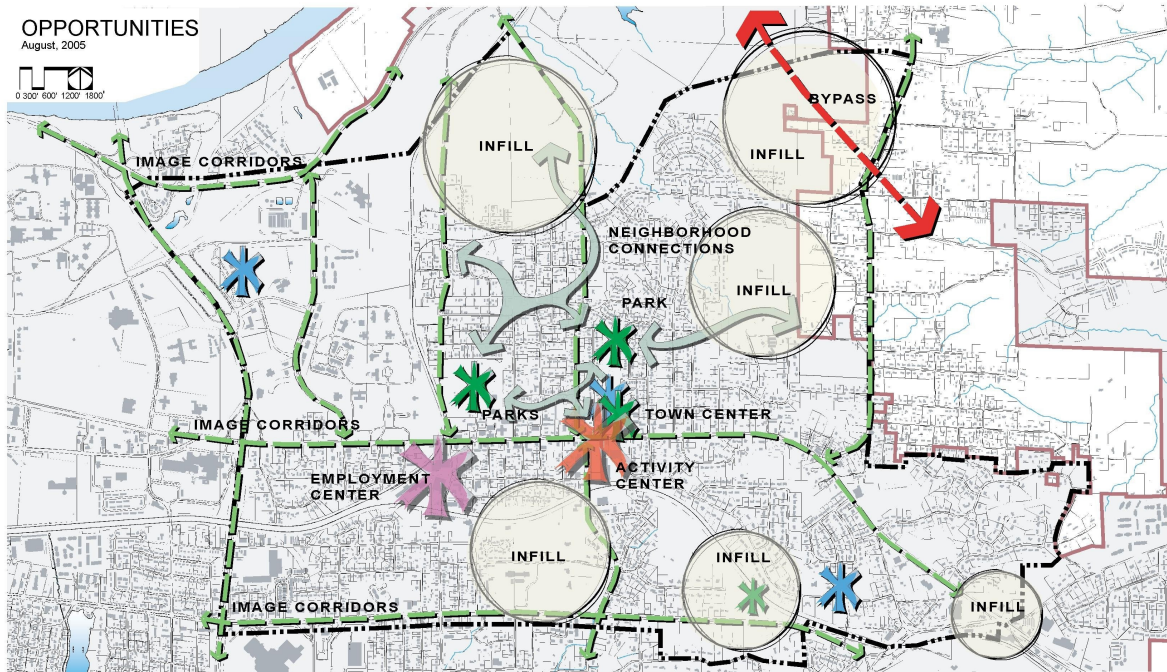 OPPORTUNITIES
August, 2005
0 300' 600' 1200' 1800'
BYPASS
INFILL
INFILL
IMAGE CORRIDORS
NEIGHBORHOOD
CONNECTIONS
INFILL
PARK
PARKS
TOWN CENTER
IMAGE CORRIDORS
ACTIVITY
CENTER
EMPLOYMENT
CENTER
INFILL
INFILL
INFILL
IMAGE CORRIDORS